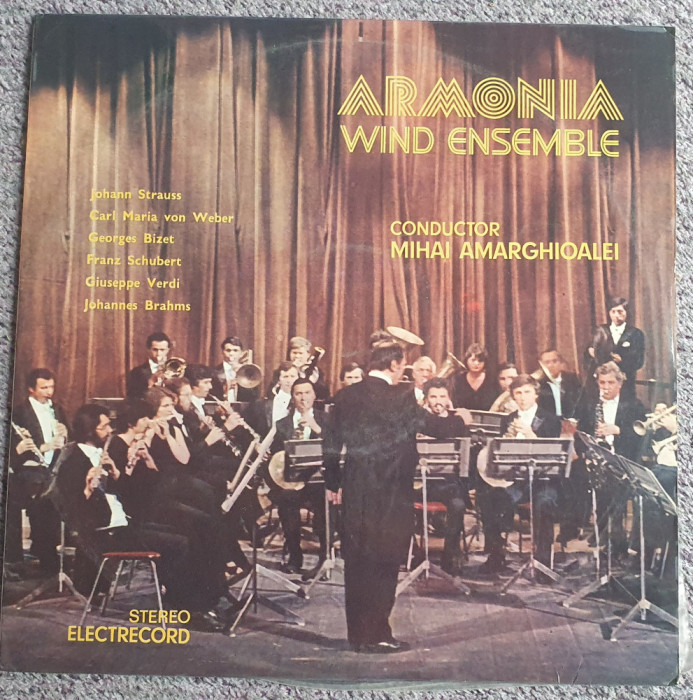 ARMONIA
WIND ENSEMBLE
Johann Strauss
Carl Maria von Weber
Georges Bizet
Franz Schubert
Giuseppe Verdi
Johannes Brahms
CONDUCTOR
MIHAI AMARGHIOALEI
STEREO
ELECTRECORD